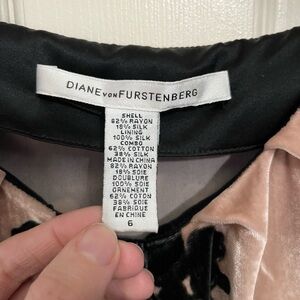 DIANE VON FURSTENBERG
SHELL
82% RAYON
18% SILK
LINING
100% SILK
COMBO
62% COTTON
38% SILK
MADE IN CHINA
82% RAYON
18% SOIE
DOUBLURE
100% SOIE
ORNEMENT
62% COTON
38% SOIE
FABRIQUE
EN CHINE
6